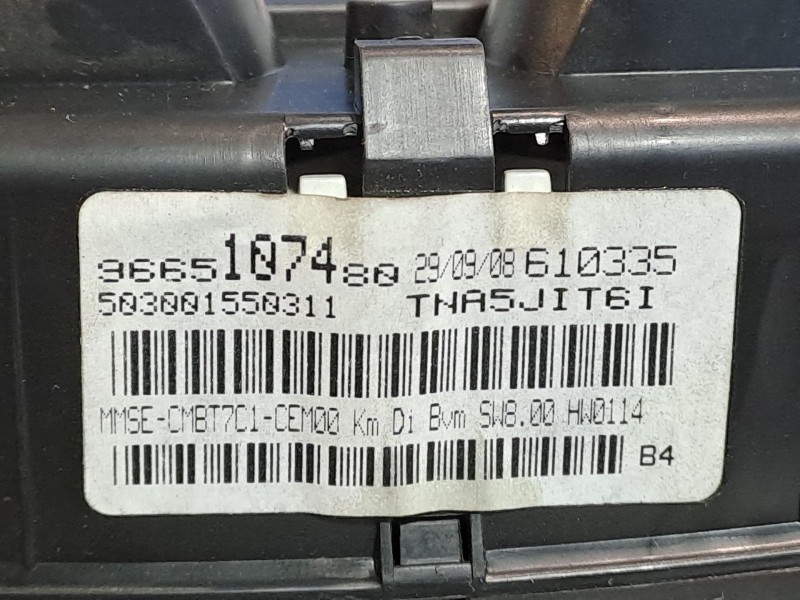 9665107480 29/09/08 610335
503001550311 TNA5JIT6I
MMSE-CMBT7C1-CEM00 Km Di Bvm SW8.00 HW0114
B4